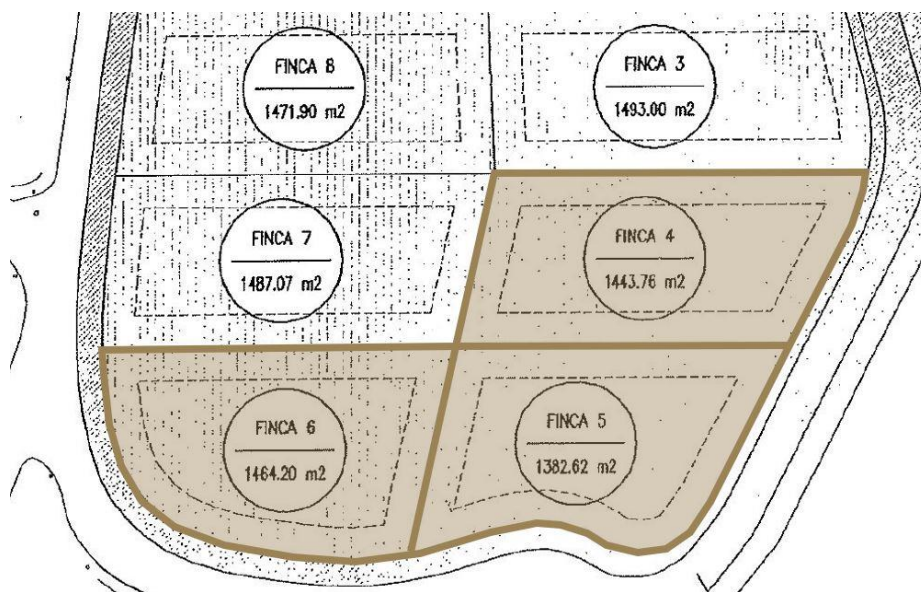 FINCA 8
1471.90 m2
FINCA 3
1493.00 m2
FINCA 7
1487.07 m2
FINCA 4
1443.76 m2
FINCA 6
1464.20 m2
FINCA 5
1382.62 m2